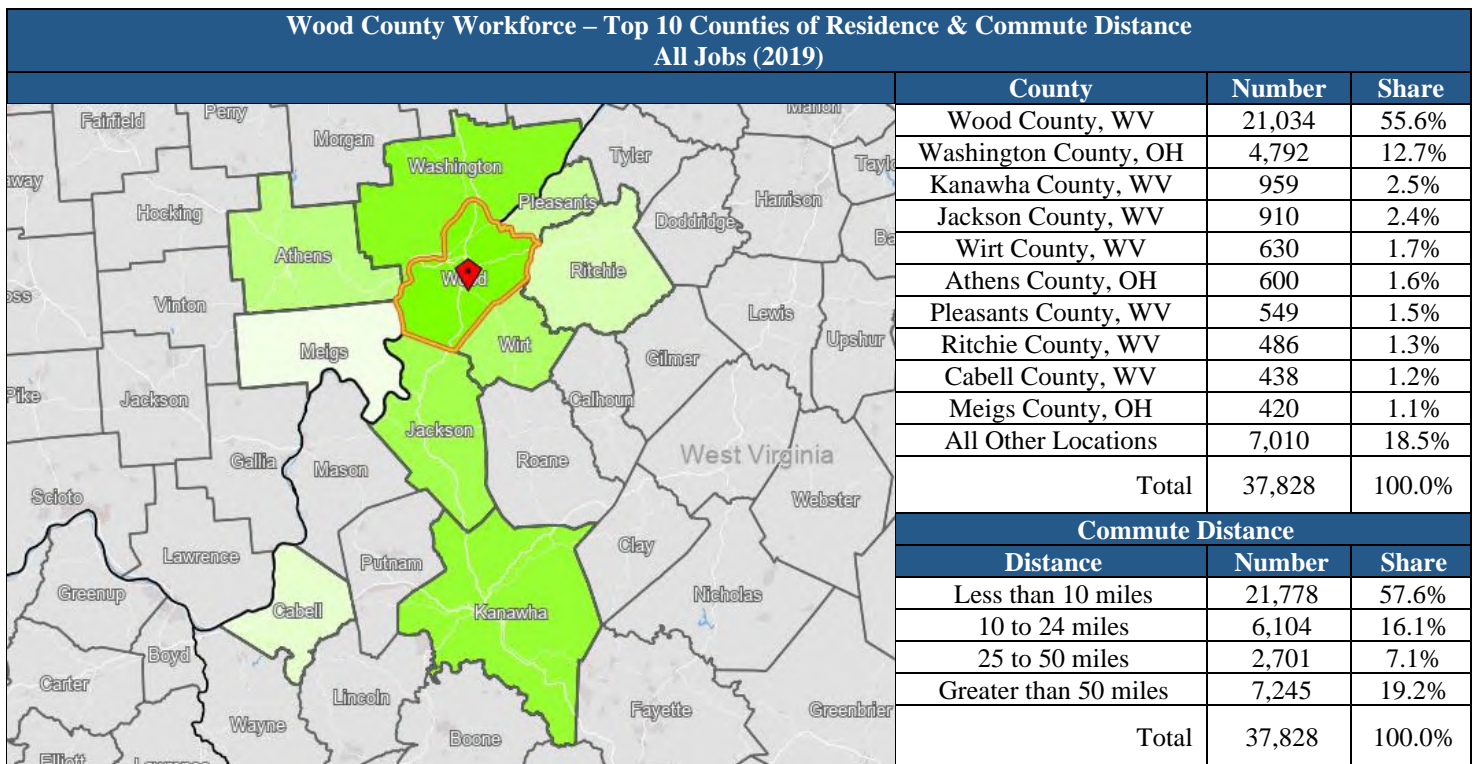 Wood County Workforce – Top 10 Counties of Residence & Commute Distance
All Jobs (2019)
County Number Share
Wood County, WV 21,034 55.6%
Washington County, OH 4,792 12.7%
Kanawha County, WV 959 2.5%
Jackson County, WV 910 2.4%
Wirt County, WV 630 1.7%
Athens County, OH 600 1.6%
Pleasants County, WV 549 1.5%
Ritchie County, WV 486 1.3%
Cabell County, WV 438 1.2%
Meigs County, OH 420 1.1%
All Other Locations 7,010 18.5%
Total 37,828 100.0%
Commute Distance
Distance Number Share
Less than 10 miles 21,778 57.6%
10 to 24 miles 6,104 16.1%
25 to 50 miles 2,701 7.1%
Greater than 50 miles 7,245 19.2%
Total 37,828 100.0%
Fairfield
Perry
Morgan
Washington
Tyler
Hocking
Pleasants
Harrison
Doddridge
Athens
Wood
Ritchie
Vinton
Lewis
Upshur
Meigs
Wirt
Gilmer
Pike
Jackson
Calhoun
Jackson
Gallia
Mason
Roane
West Virginia
Scioto
Webster
Lawrence
Putnam
Clay
Greenup
Cabell
Kanawha
Nicholas
Boyd
Carter
Lincoln
Fayette
Greenbrier
Wayne
Boone